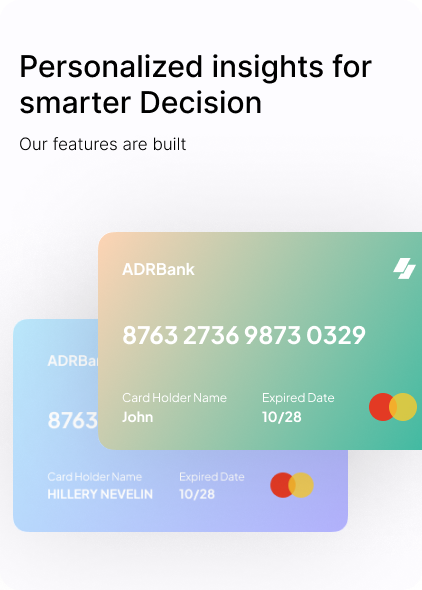 Personalized insights for
smarter Decision
Our features are built
ADRBank
8763 2736 9873 0329
Card Holder Name
Expired Date
John
10/28
ADRBan
8763
Card Holder Name
Expired Date
HILLERY NEVELIN
10/28